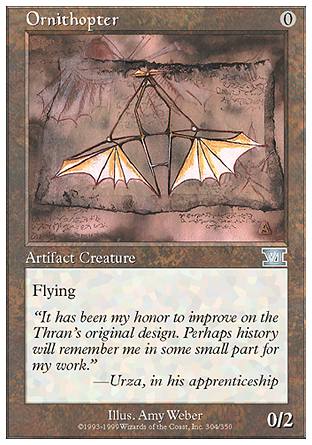 Ornithopter 0
Artifact Creature VI
Flying
“It has been my honor to improve on the
Thran's original design. Perhaps history
will remember me in some small part for
my work.”
—Urza, in his apprenticeship
Illus. Amy Weber
©1993-1999 Wizards of the Coast, Inc. 304/350
0/2